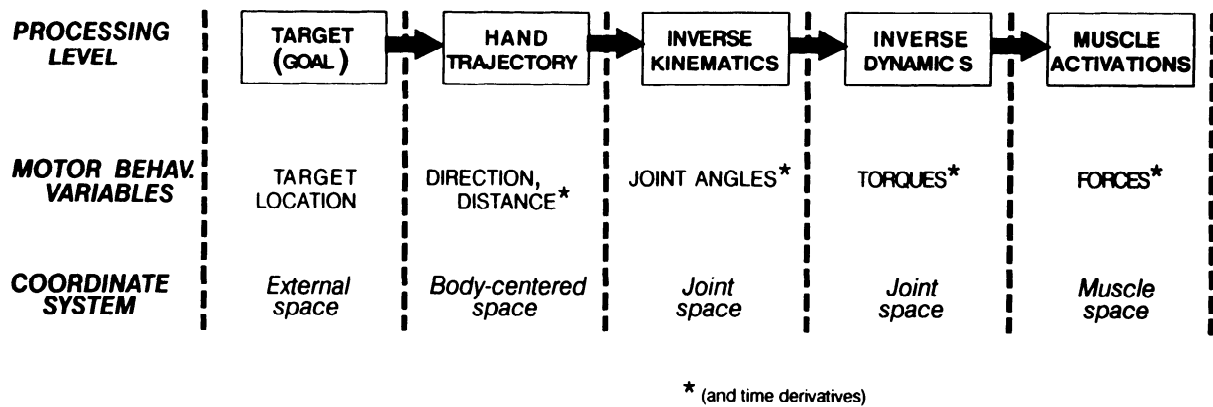 PROCESSING LEVEL
TARGET (GOAL)
HAND TRAJECTORY
INVERSE KINEMATICS
INVERSE DYNAMICS
MUSCLE ACTIVATIONS
MOTOR BEHAV. VARIABLES
TARGET LOCATION
DIRECTION, DISTANCE*
JOINT ANGLES*
TORQUES*
FORCES*
COORDINATE SYSTEM
External space
Body-centered space
Joint space
Joint space
Muscle space
* (and time derivatives)